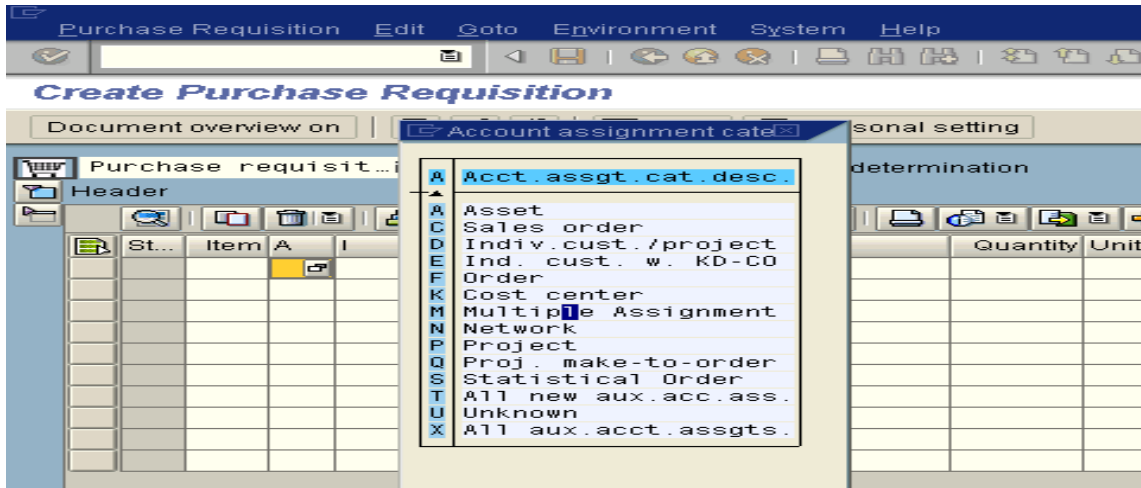 Purchase Requisition Edit Goto Environment System Help
Create Purchase Requisition
Document overview on
Account assignment cate
sonal setting
Purchase requisit…i
determination
Header
St... Item A I
Quantity Unit
A Acct.assgt.cat.desc.
A Asset
C Sales order
D Indiv.cust./project
E Ind. cust. w. KD-CO
F Order
K Cost center
M Multiple Assignment
N Network
P Project
Q Proj. make-to-order
S Statistical Order
T All new aux.acc.ass.
U Unknown
X All aux.acct.assgts.